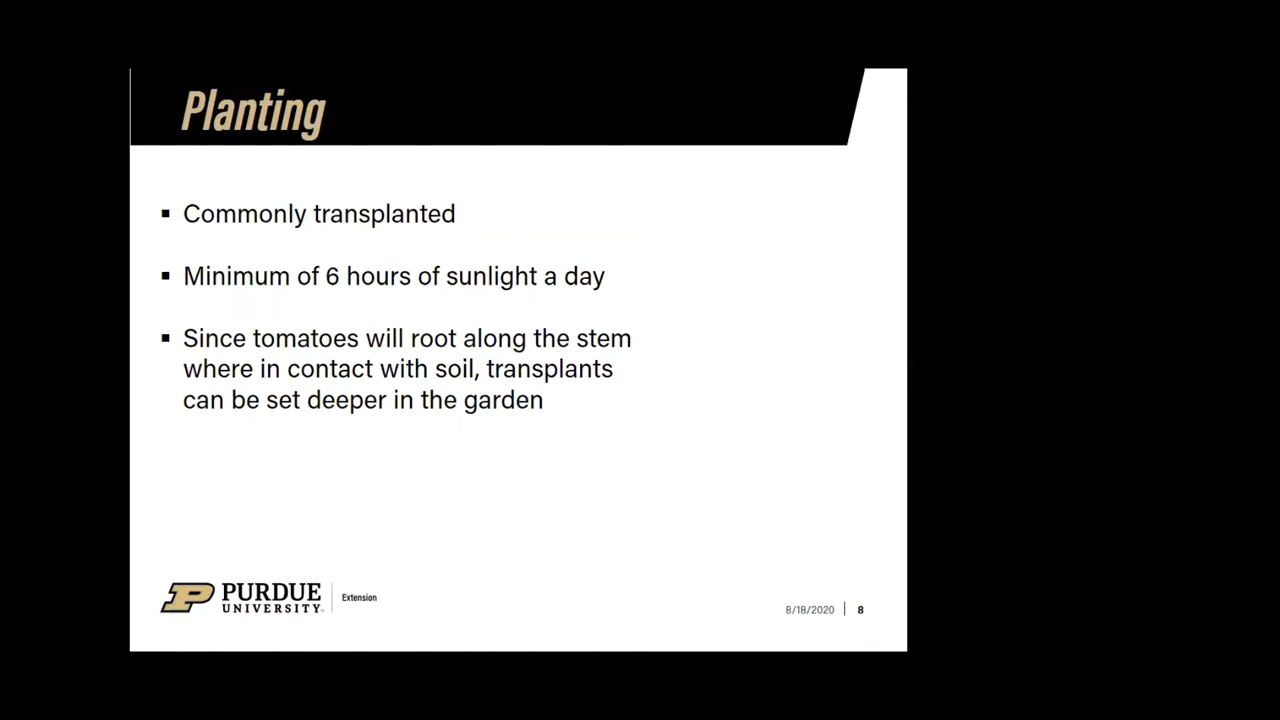 Planting
▪ Commonly transplanted
▪ Minimum of 6 hours of sunlight a day
▪ Since tomatoes will root along the stem
where in contact with soil, transplants
can be set deeper in the garden
P PURDUE UNIVERSITY® | Extension
8/18/2020 | 8